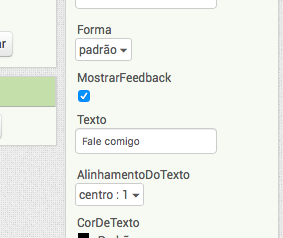 Forma
padrão
MostrarFeedback
Texto
Fale comigo
AlinhamentoDoTexto
centro : 1
CorDeTexto